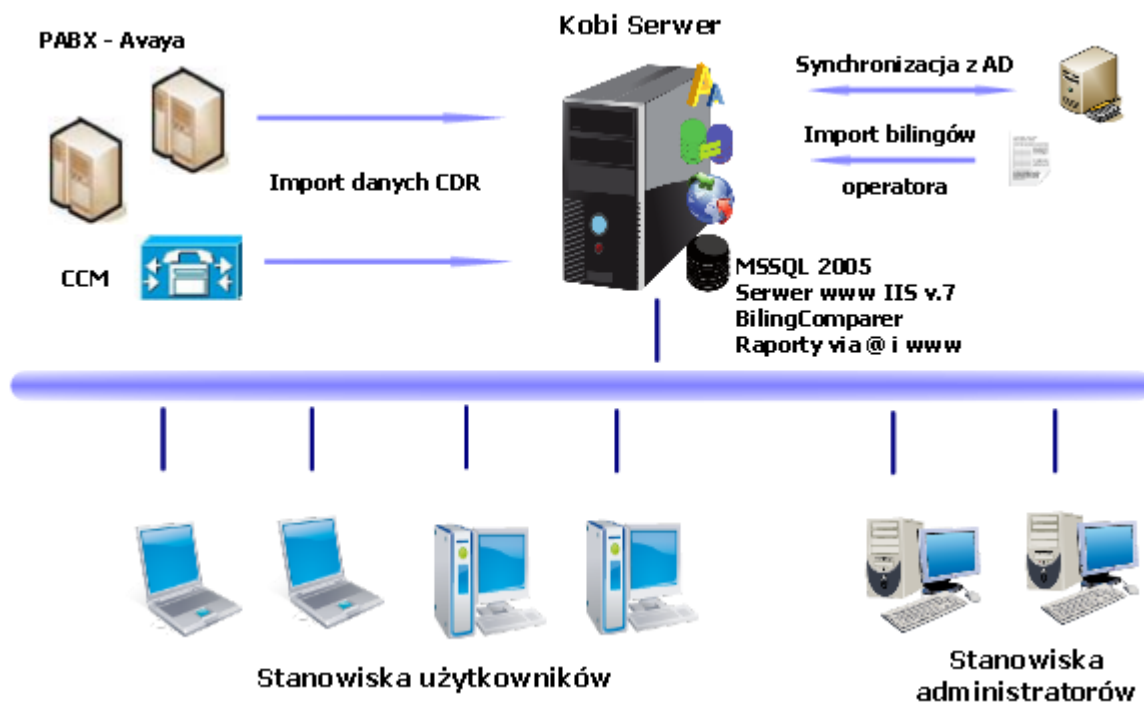 PABX - Avaya
Kobi Serwer
Synchronizacja z AD
Import bilingów
operatora
Import danych CDR
CCM
MSSQL 2005
Serwer www IIS v.7
BilingComparer
Raporty via @ i www
Stanowiska użytkowników
Stanowiska
administratorów